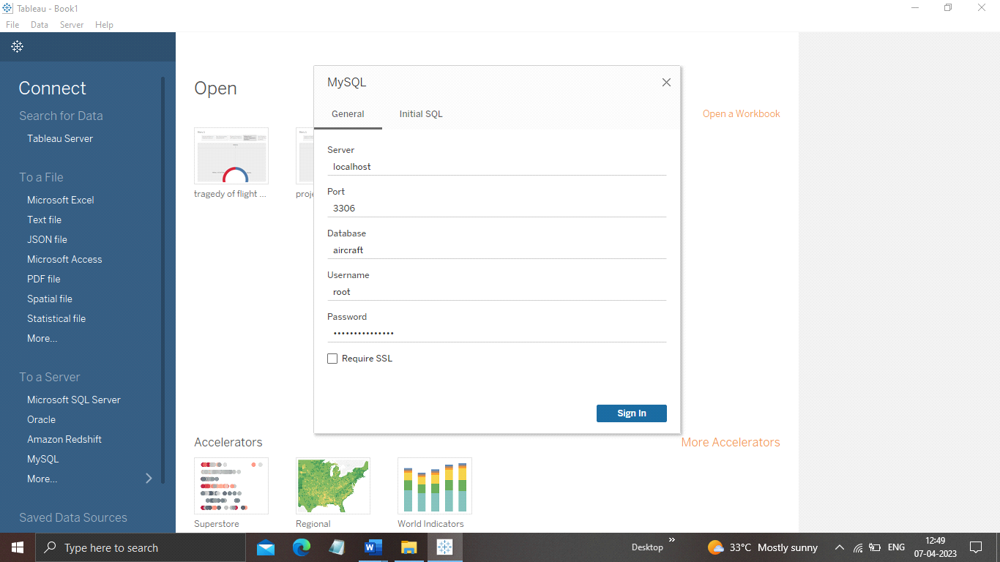 Tableau - Book1
File Data Server Help
Connect
Search for Data
Tableau Server
To a File
Microsoft Excel
Text file
JSON file
Microsoft Access
PDF file
Spatial file
Statistical file
More...
To a Server
Microsoft SQL Server
Oracle
Amazon Redshift
MySQL
More...
Saved Data Sources
Open
Open a Workbook
tragedy of flight ...
proje
MySQL
General Initial SQL
Server
localhost
Port
3306
Database
aircraft
Username
root
Password
•••••••••••••••
Require SSL
Sign In
Accelerators
More Accelerators
Superstore
Regional
World Indicators
Type here to search
W
Desktop
»
33°C Mostly sunny
ENG
12:49
07-04-2023